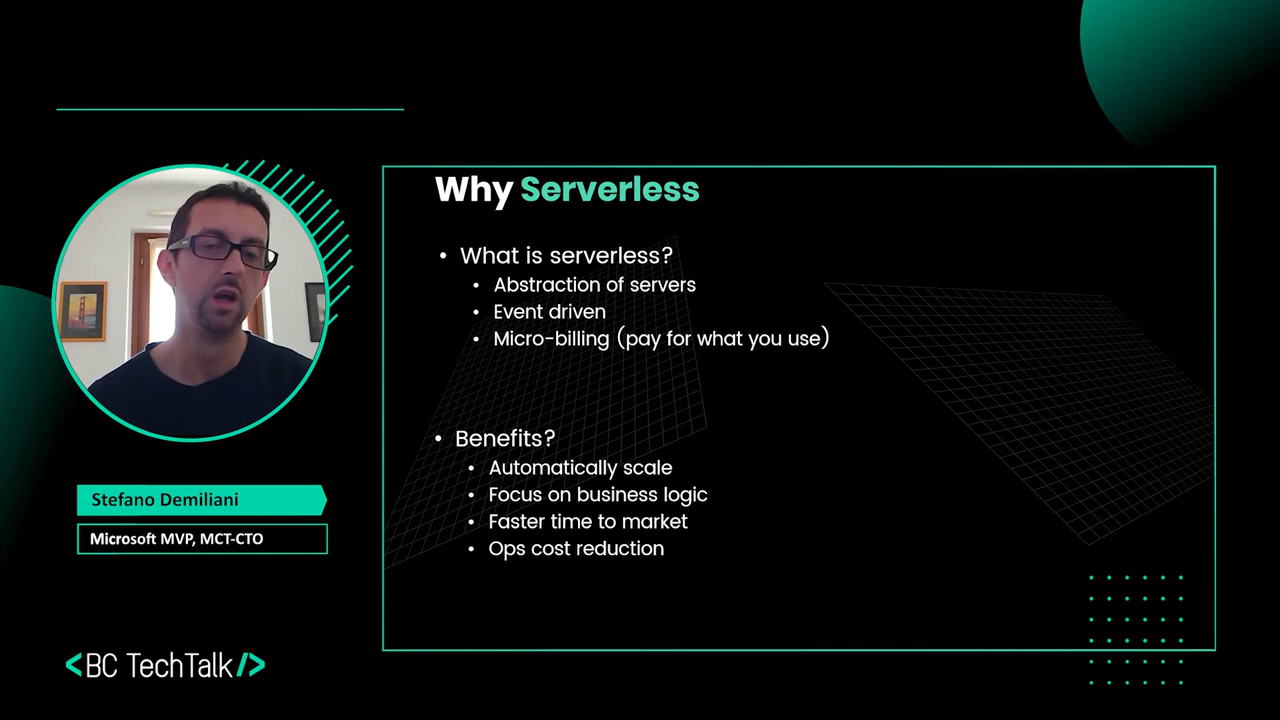 Why Serverless
• What is serverless?
• Abstraction of servers
• Event driven
• Micro-billing (pay for what you use)
• Benefits?
• Automatically scale
• Focus on business logic
• Faster time to market
• Ops cost reduction
Stefano Demiliani
Microsoft MVP, MCT-CTO
<BC TechTalk/>